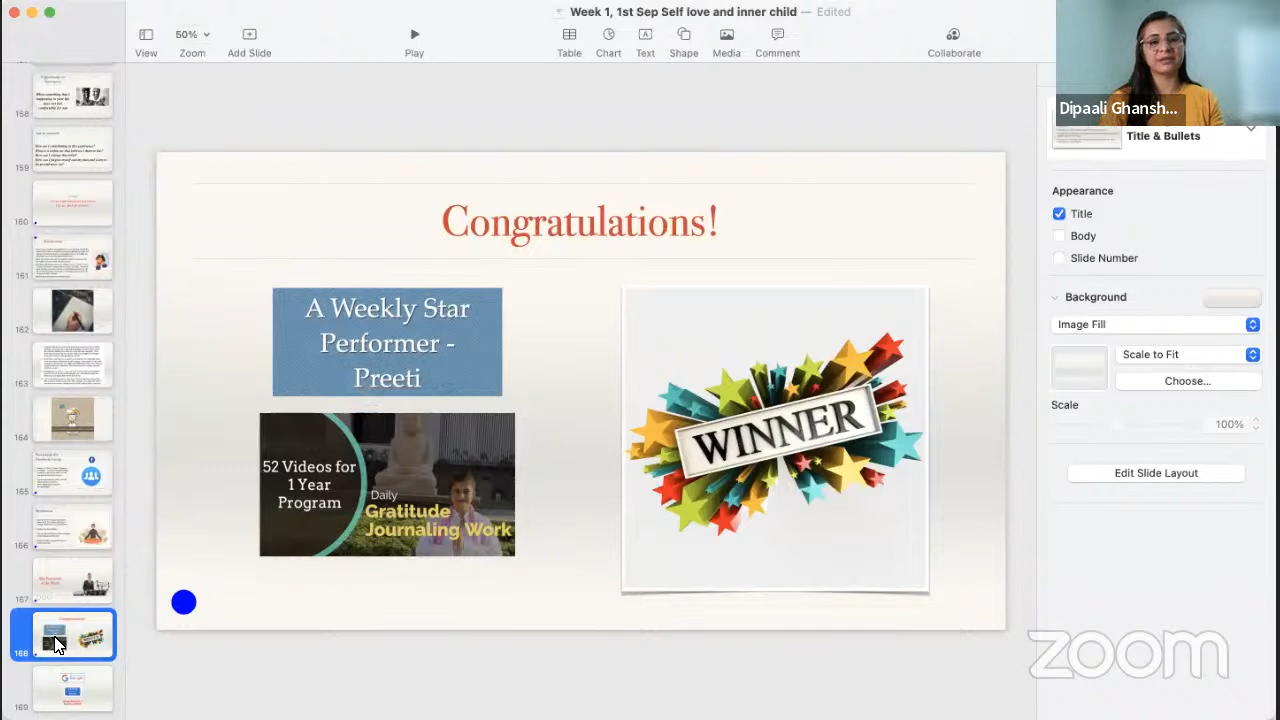 Week 1, 1st Sep Self love and inner child — Edited
50%
View
Zoom
Add Slide
Play
Table
Chart
Text
Shape
Media
Comment
Collaborate
Dipaali Ghansh...
Title & Bullets
Appearance
Title
Body
Slide Number
Background
Image Fill
Scale to Fit
Choose...
Scale
100%
Edit Slide Layout
158
159
160
161
162
163
164
165
166
167
168
169
Congratulations!
A Weekly Star
Performer -
Preeti
52 Videos for
1 Year
Program
Daily
Gratitude
Journaling Work
WINNER
zoom